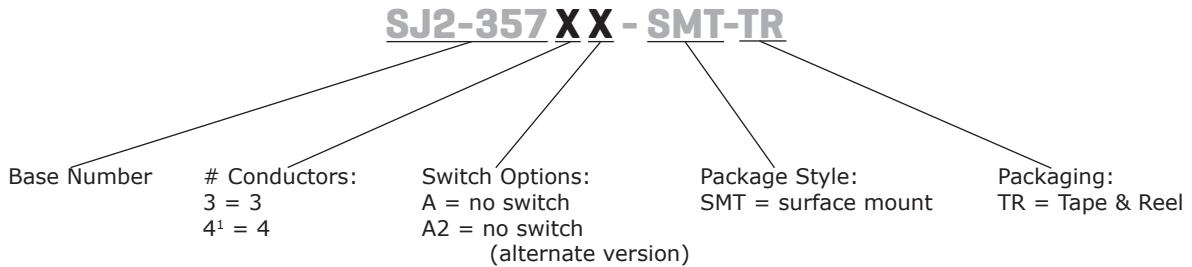 SJ2-357 X X - SMT-TR
Base Number
# Conductors:
3 = 3
4¹ = 4
Switch Options:
A = no switch
A2 = no switch
(alternate version)
Package Style:
SMT = surface mount
Packaging:
TR = Tape & Reel